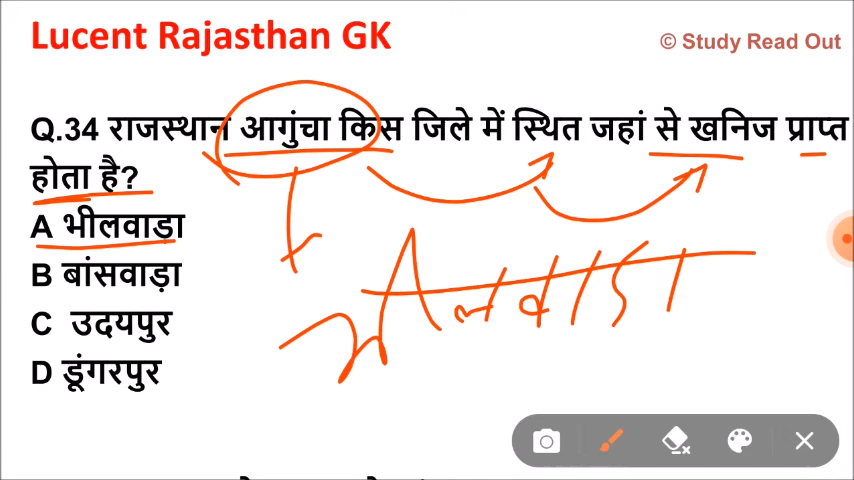 Lucent Rajasthan GK
© Study Read Out
Q.34 राजस्थान आगुंचा किस जिले में स्थित जहां से खनिज प्राप्त
होता है?
A भीलवाड़ा
B बांसवाड़ा
C उदयपुर
D डूंगरपुर
भीलवाड़ा